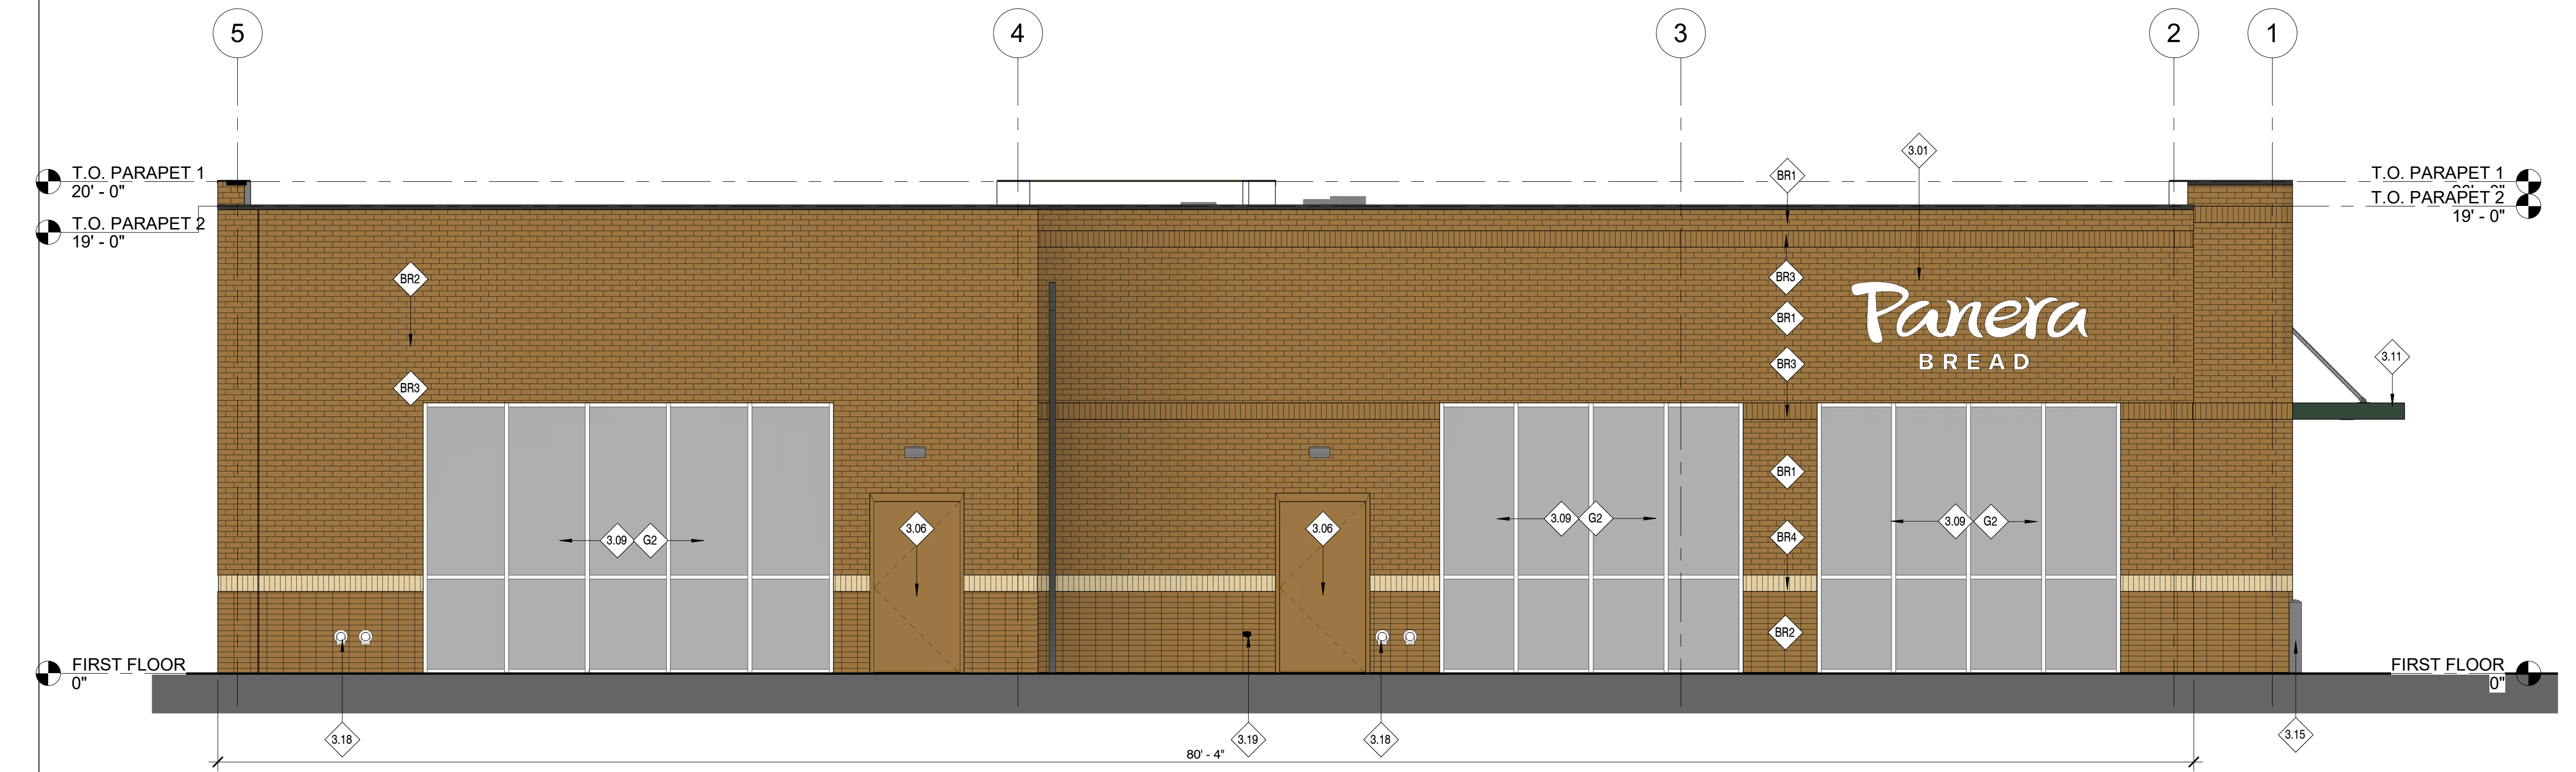 5 4 3 2 1
3.01
T.O. PARAPET 1
20' - 0"
T.O. PARAPET 2
19' - 0"
BR1
T.O. PARAPET 1
20' - 0"
T.O. PARAPET 2
19' - 0"
BR2
BR3
BR1
Panera
BREAD
3.11
BR3
BR3
BR1
3.09 G2
3.06
3.06
3.09 G2
BR4
3.09 G2
BR2
FIRST FLOOR
0"
FIRST FLOOR
0"
3.18
3.19
3.18
3.15
80' - 4"